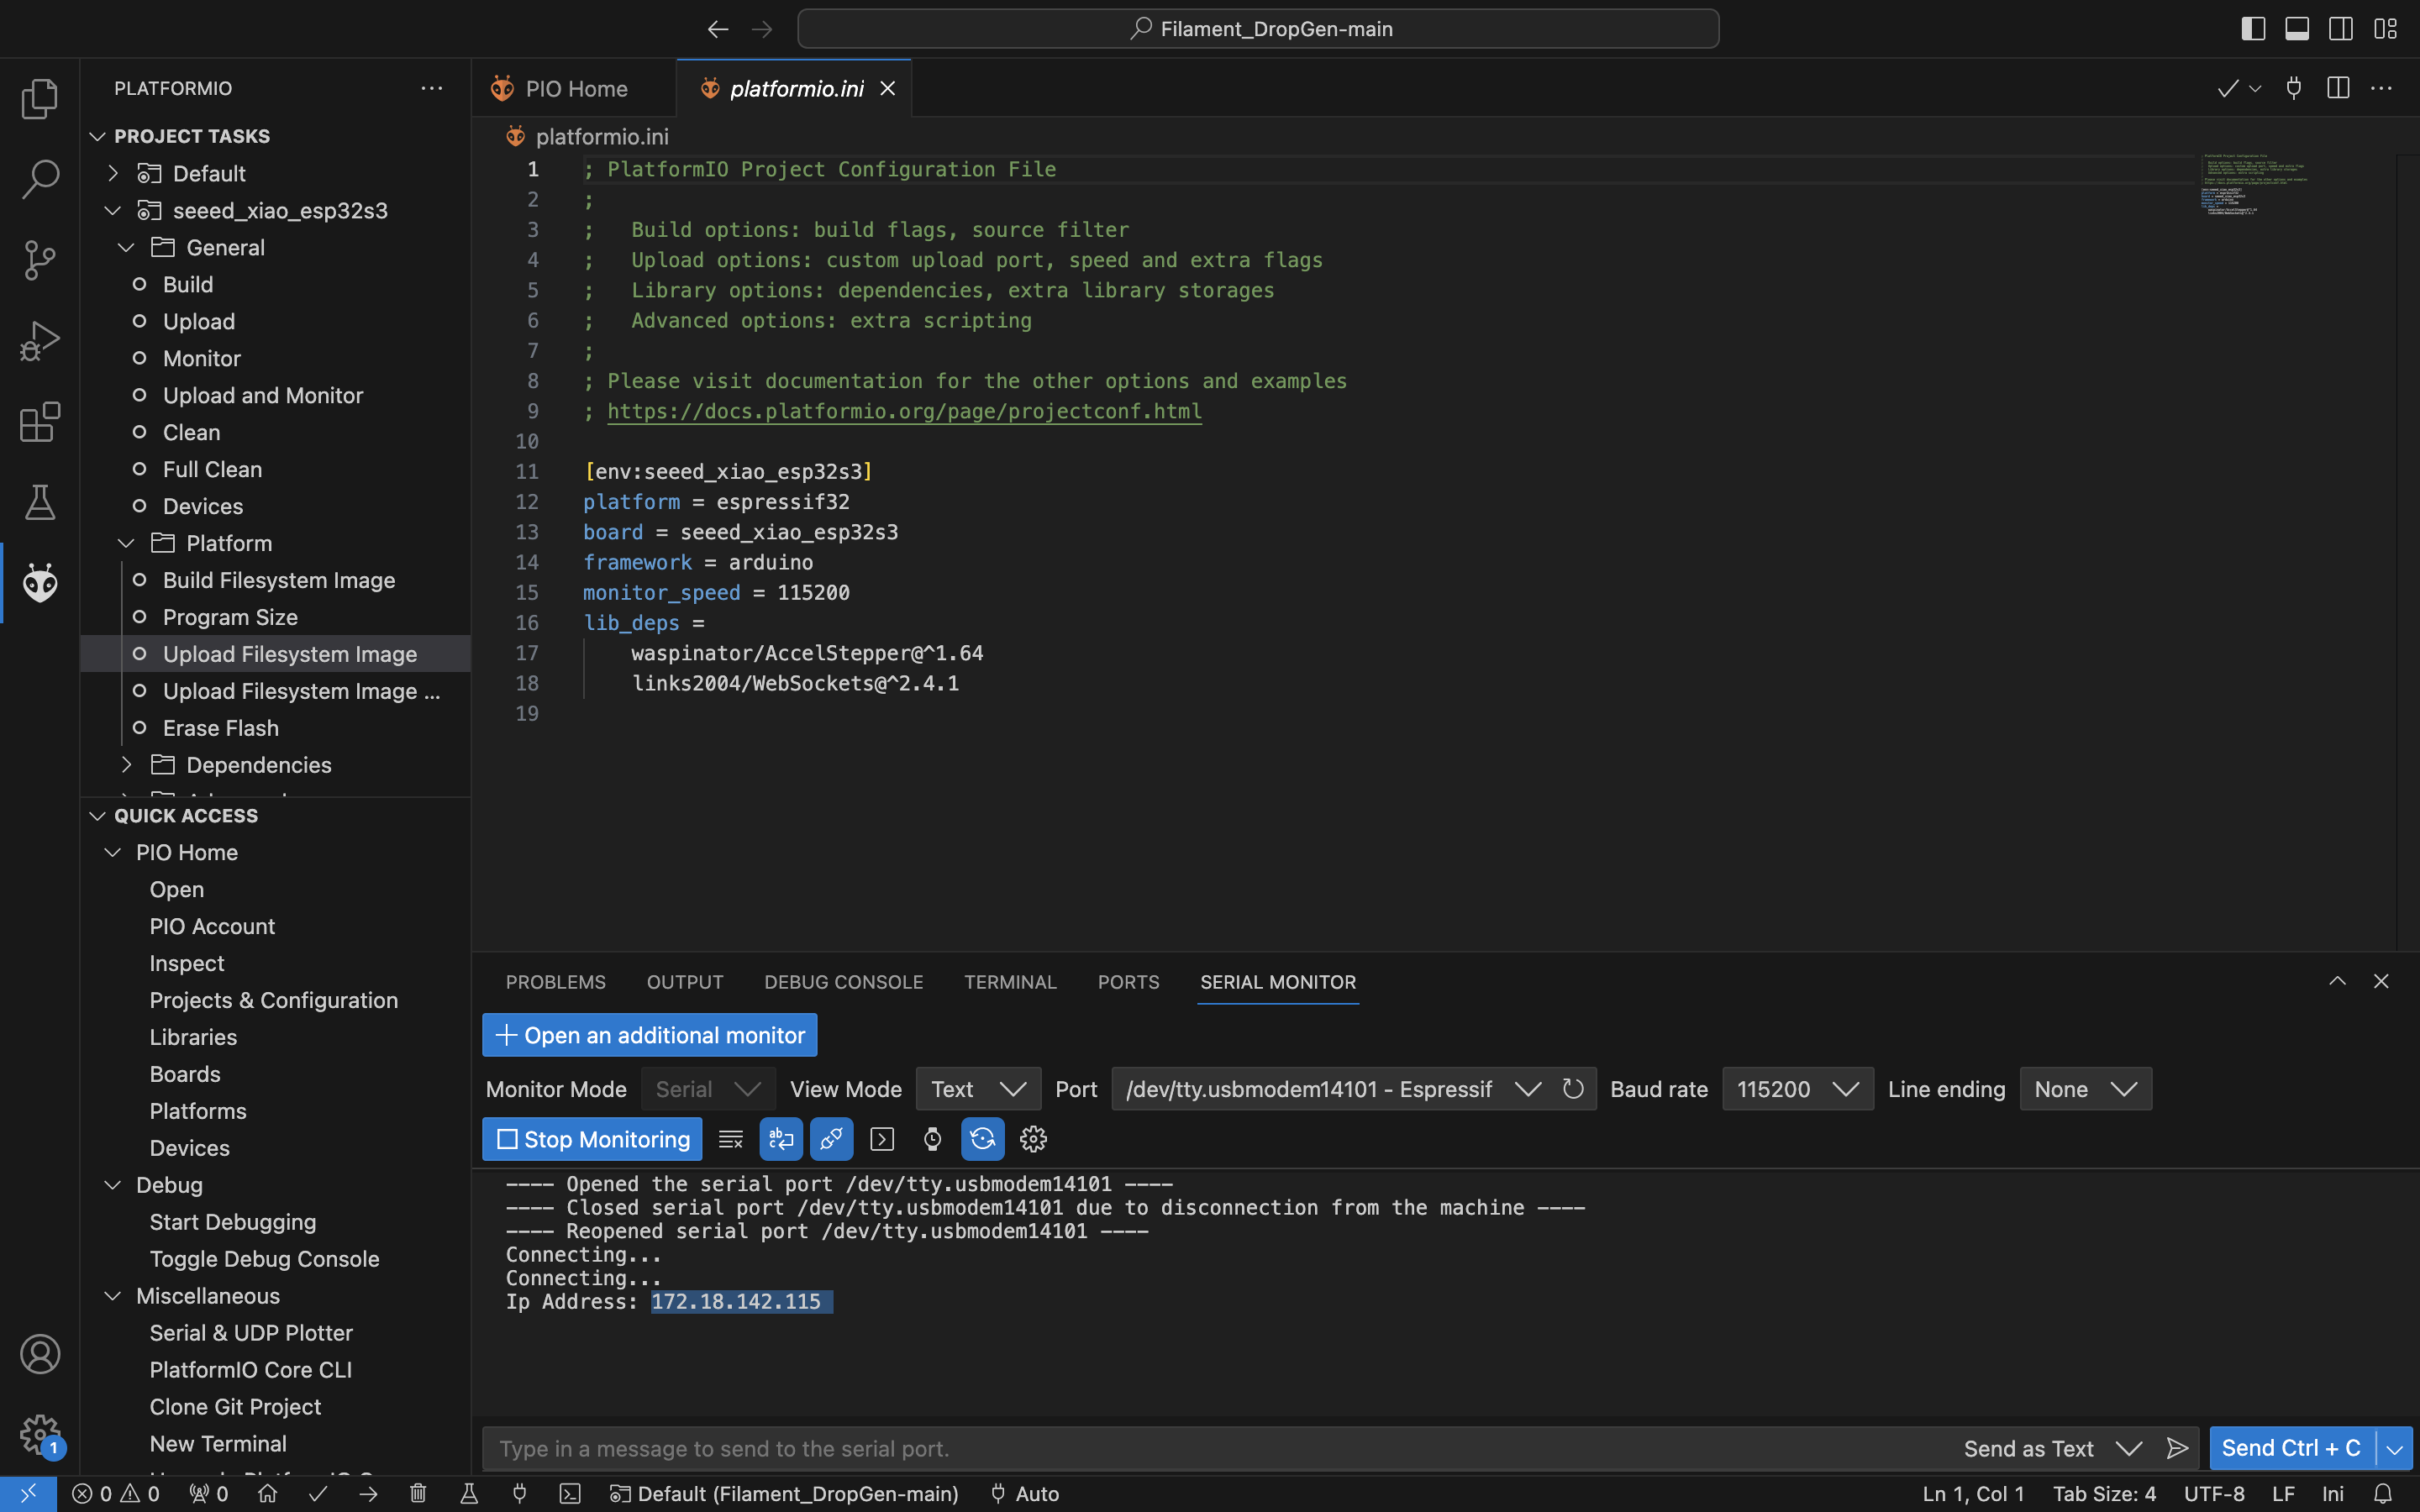 Filament_DropGen-main
PLATFORMIO
PROJECT TASKS
Default
seeed_xiao_esp32s3
General
Build
Upload
Monitor
Upload and Monitor
Clean
Full Clean
Devices
Platform
Build Filesystem Image
Program Size
Upload Filesystem Image
Upload Filesystem Image ...
Erase Flash
Dependencies
QUICK ACCESS
PIO Home
Open
PIO Account
Inspect
Projects & Configuration
Libraries
Boards
Platforms
Devices
Debug
Start Debugging
Toggle Debug Console
Miscellaneous
Serial & UDP Plotter
PlatformIO Core CLI
Clone Git Project
New Terminal
1
PIO Home
platformio.ini
platformio.ini
1 ; PlatformIO Project Configuration File
2 ;
3 ;   Build options: build flags, source filter
4 ;   Upload options: custom upload port, speed and extra flags
5 ;   Library options: dependencies, extra library storages
6 ;   Advanced options: extra scripting
7 ;
8 ; Please visit documentation for the other options and examples
9 ; https://docs.platformio.org/page/projectconf.html
10
11 [env:seeed_xiao_esp32s3]
12 platform = espressif32
13 board = seeed_xiao_esp32s3
14 framework = arduino
15 monitor_speed = 115200
16 lib_deps =
17     waspinator/AccelStepper@^1.64
18     links2004/WebSockets@^2.4.1
19
PROBLEMS OUTPUT DEBUG CONSOLE TERMINAL PORTS SERIAL MONITOR
Open an additional monitor
Monitor Mode Serial View Mode Text Port /dev/tty.usbmodem14101 - Espressif Baud rate 115200 Line ending None
Stop Monitoring
---- Opened the serial port /dev/tty.usbmodem14101 ----
---- Closed serial port /dev/tty.usbmodem14101 due to disconnection from the machine ----
---- Reopened serial port /dev/tty.usbmodem14101 ----
Connecting...
Connecting...
Ip Address: 172.18.142.115
Type in a message to send to the serial port. Send as Text Send Ctrl + C
0 0 0 Default (Filament_DropGen-main) Auto Ln 1, Col 1 Tab Size: 4 UTF-8 LF Ini